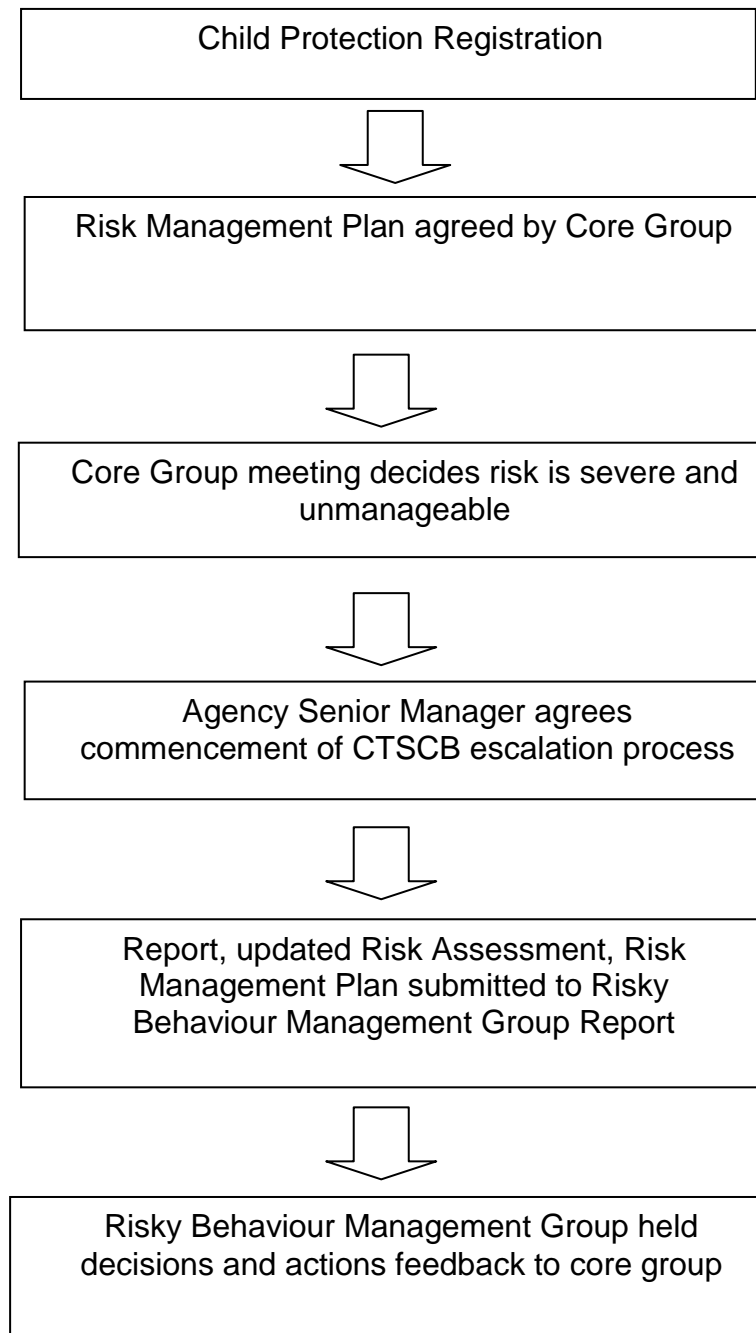 Child Protection Registration
Risk Management Plan agreed by Core Group
Core Group meeting decides risk is severe and
unmanageable
Agency Senior Manager agrees
commencement of CTSCB escalation process
Report, updated Risk Assessment, Risk
Management Plan submitted to Risky
Behaviour Management Group Report
Risky Behaviour Management Group held
decisions and actions feedback to core group